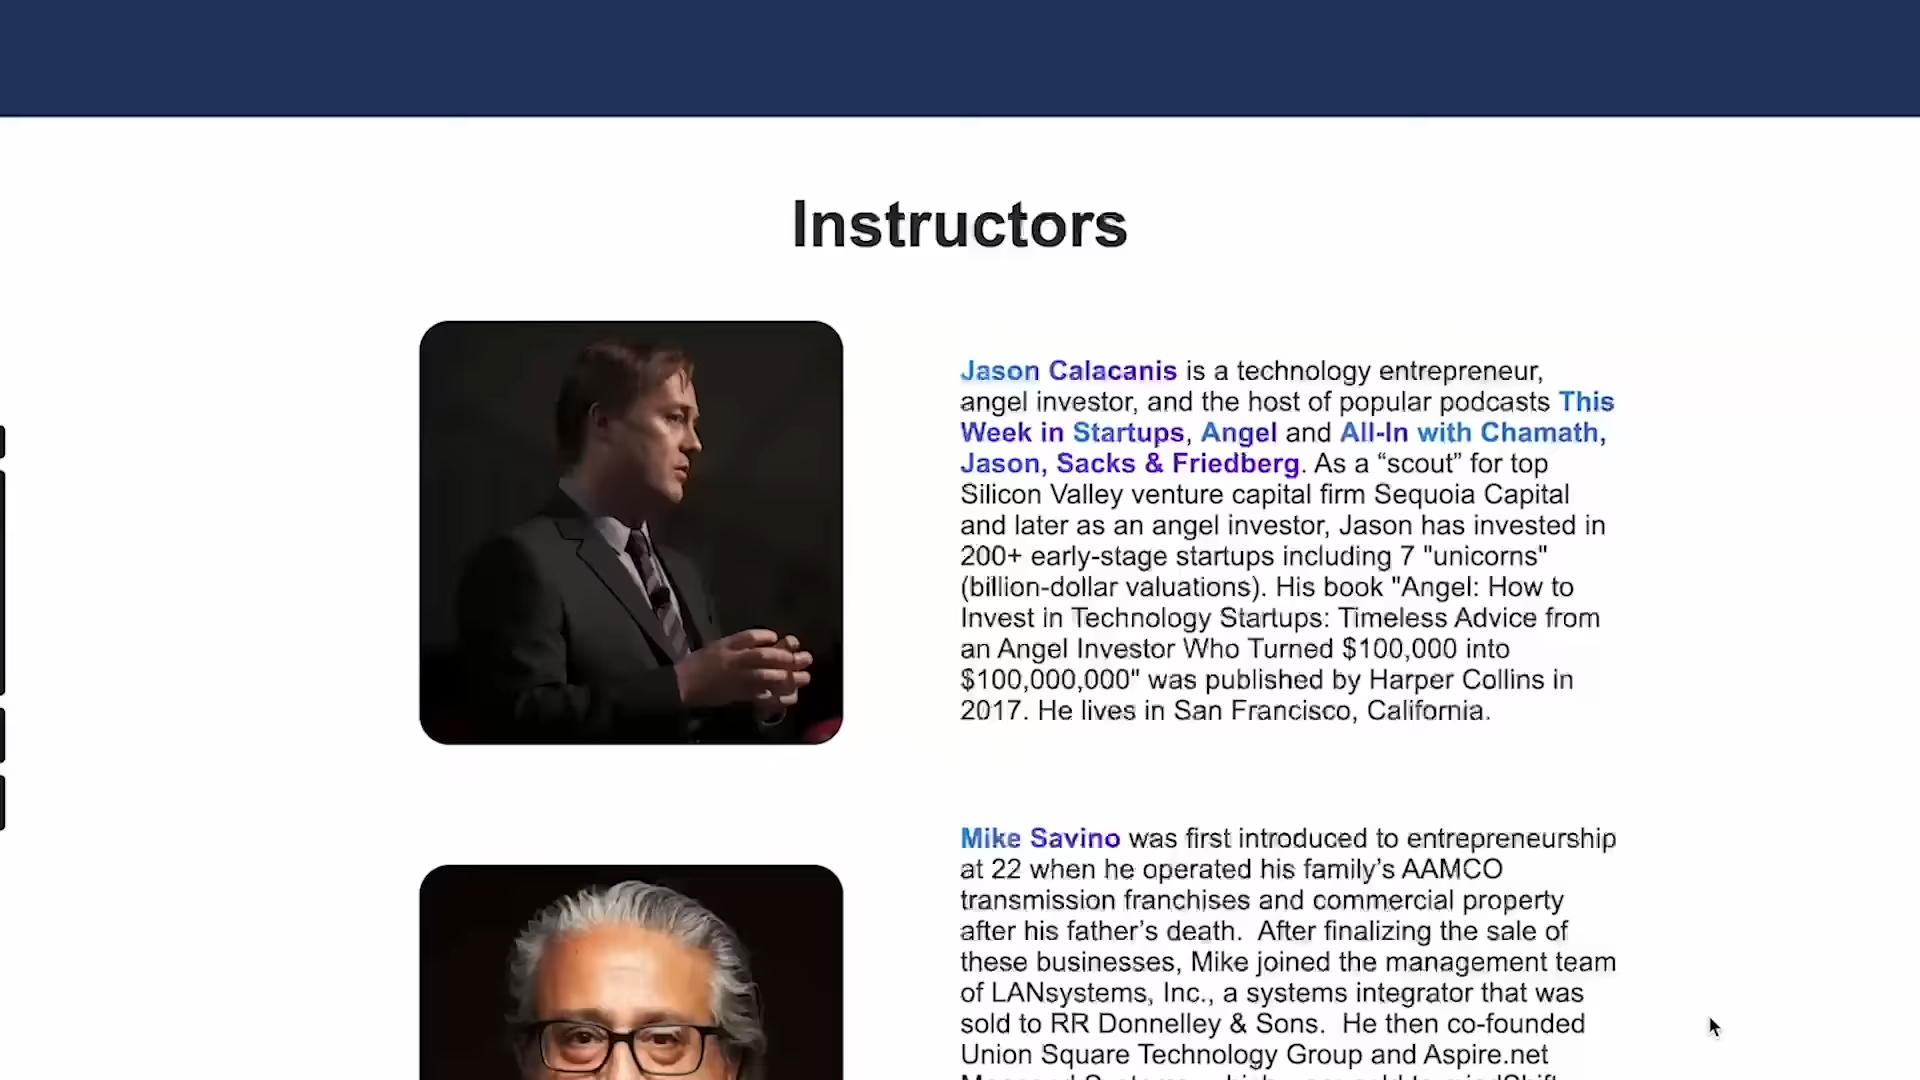 Instructors
Jason Calacanis is a technology entrepreneur,
angel investor, and the host of popular podcasts This
Week in Startups, Angel and All-In with Chamath,
Jason, Sacks & Friedberg. As a “scout” for top
Silicon Valley venture capital firm Sequoia Capital
and later as an angel investor, Jason has invested in
200+ early-stage startups including 7 "unicorns"
(billion-dollar valuations). His book "Angel: How to
Invest in Technology Startups: Timeless Advice from
an Angel Investor Who Turned $100,000 into
$100,000,000" was published by Harper Collins in
2017. He lives in San Francisco, California.
Mike Savino was first introduced to entrepreneurship
at 22 when he operated his family’s AAMCO
transmission franchises and commercial property
after his father’s death.  After finalizing the sale of
these businesses, Mike joined the management team
of LANsystems, Inc., a systems integrator that was
sold to RR Donnelley & Sons.  He then co-founded
Union Square Technology Group and Aspire.net